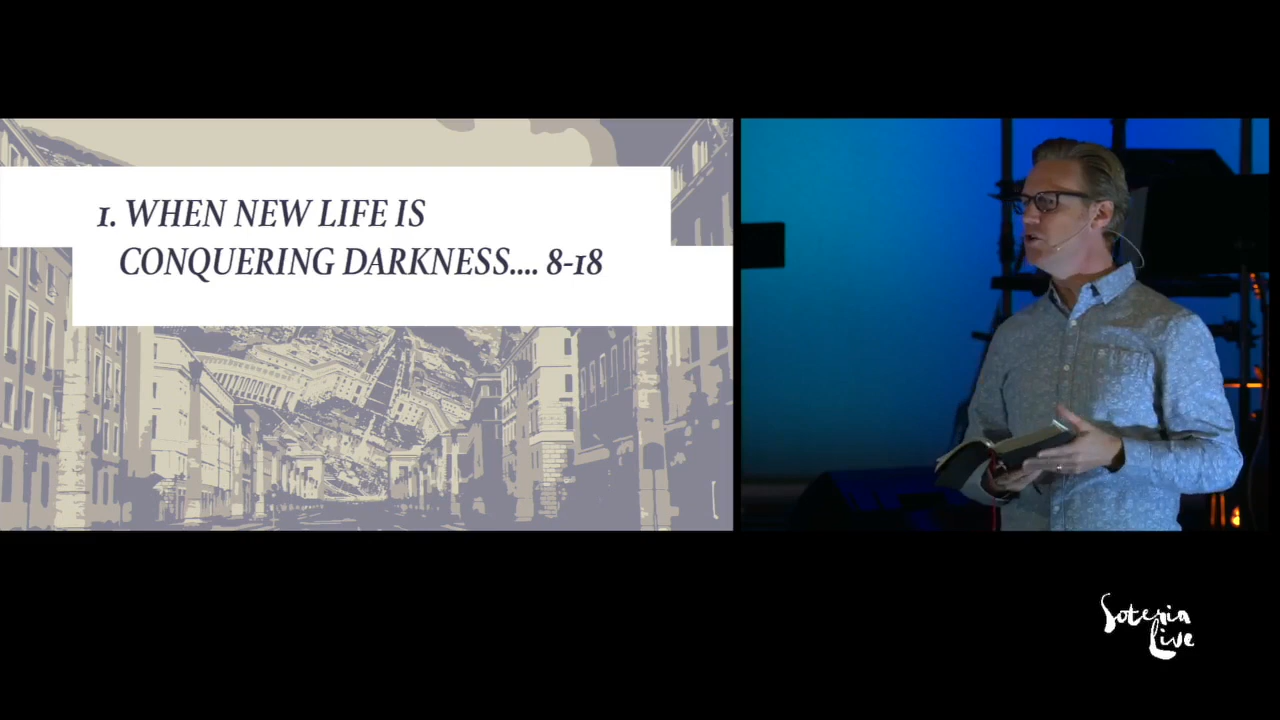 1. WHEN NEW LIFE IS
CONQUERING DARKNESS.... 8-18
Soteria
Live